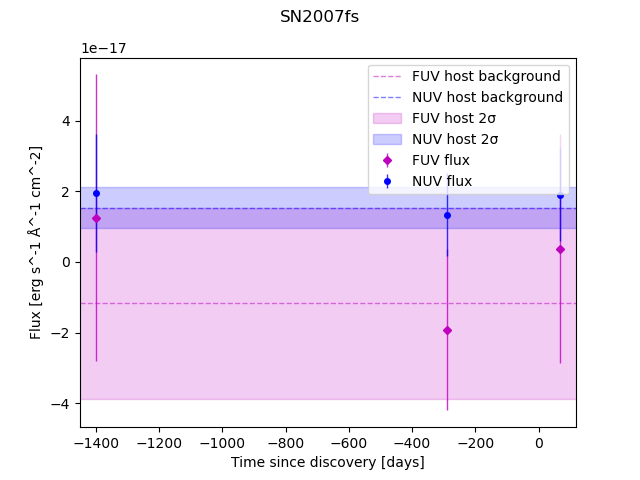 SN2007fs
1e−17
FUV host background
NUV host background
FUV host 2σ
NUV host 2σ
FUV flux
NUV flux
4
2
0
−2
−4
Flux [erg s^-1 Å^-1 cm^-2]
−1400 −1200 −1000 −800 −600 −400 −200 0
Time since discovery [days]